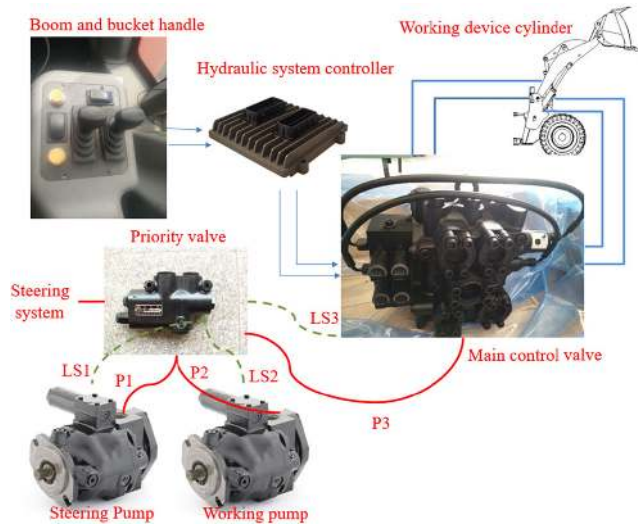 Boom and bucket handle
Working device cylinder
Hydraulic system controller
Priority valve
Steering
system
LS3
LS1
P1
P2
LS2
Main control valve
P3
Steering Pump
Working pump